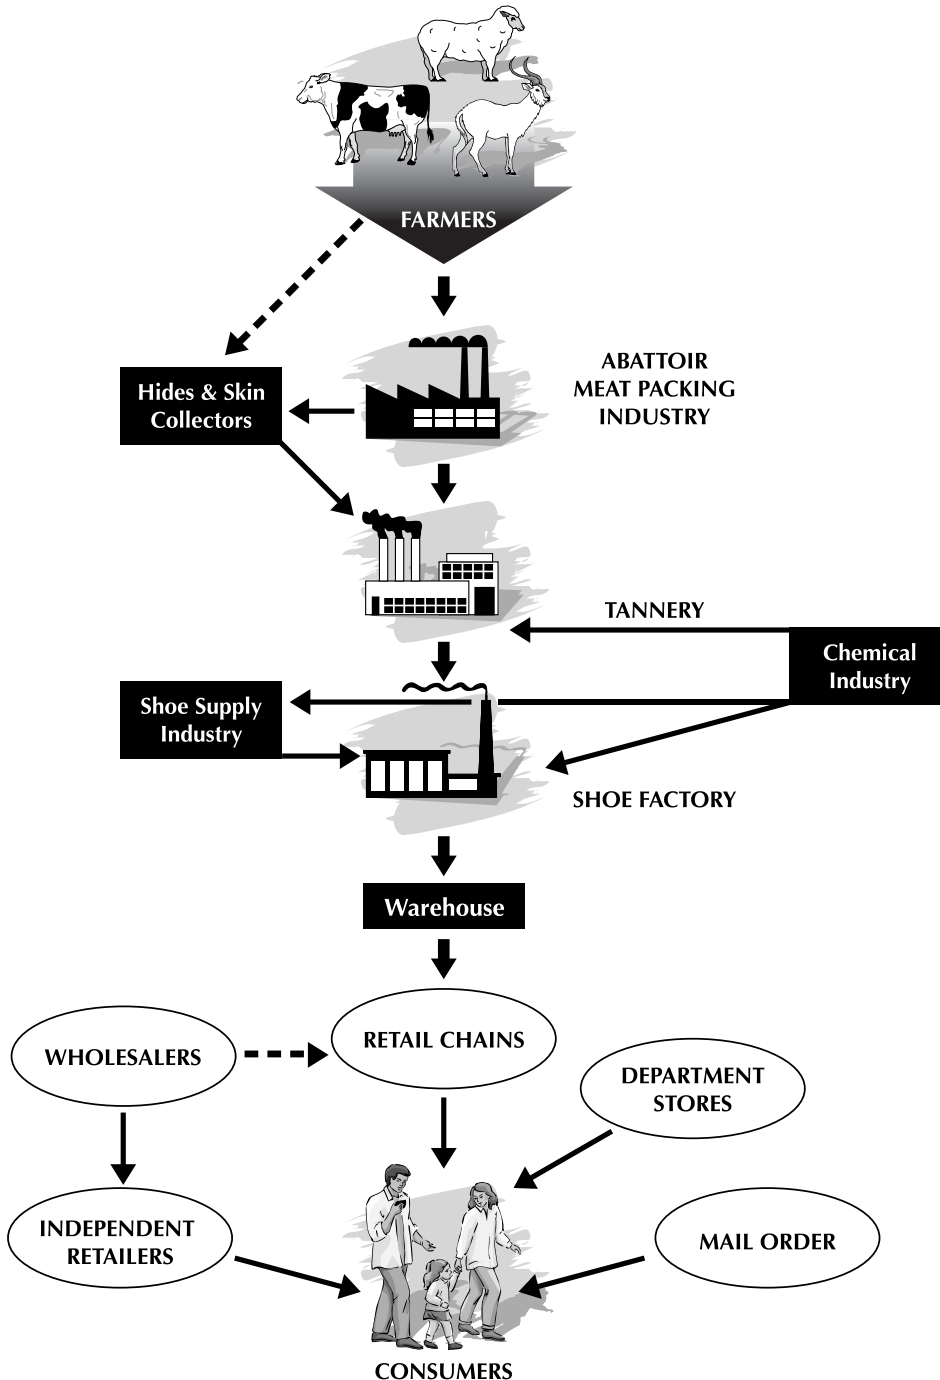 FARMERS
Hides & Skin
Collectors
ABATTOIR
MEAT PACKING
INDUSTRY
TANNERY
Chemical
Industry
Shoe Supply
Industry
SHOE FACTORY
Warehouse
WHOLESALERS
RETAIL CHAINS
DEPARTMENT
STORES
INDEPENDENT
RETAILERS
MAIL ORDER
CONSUMERS